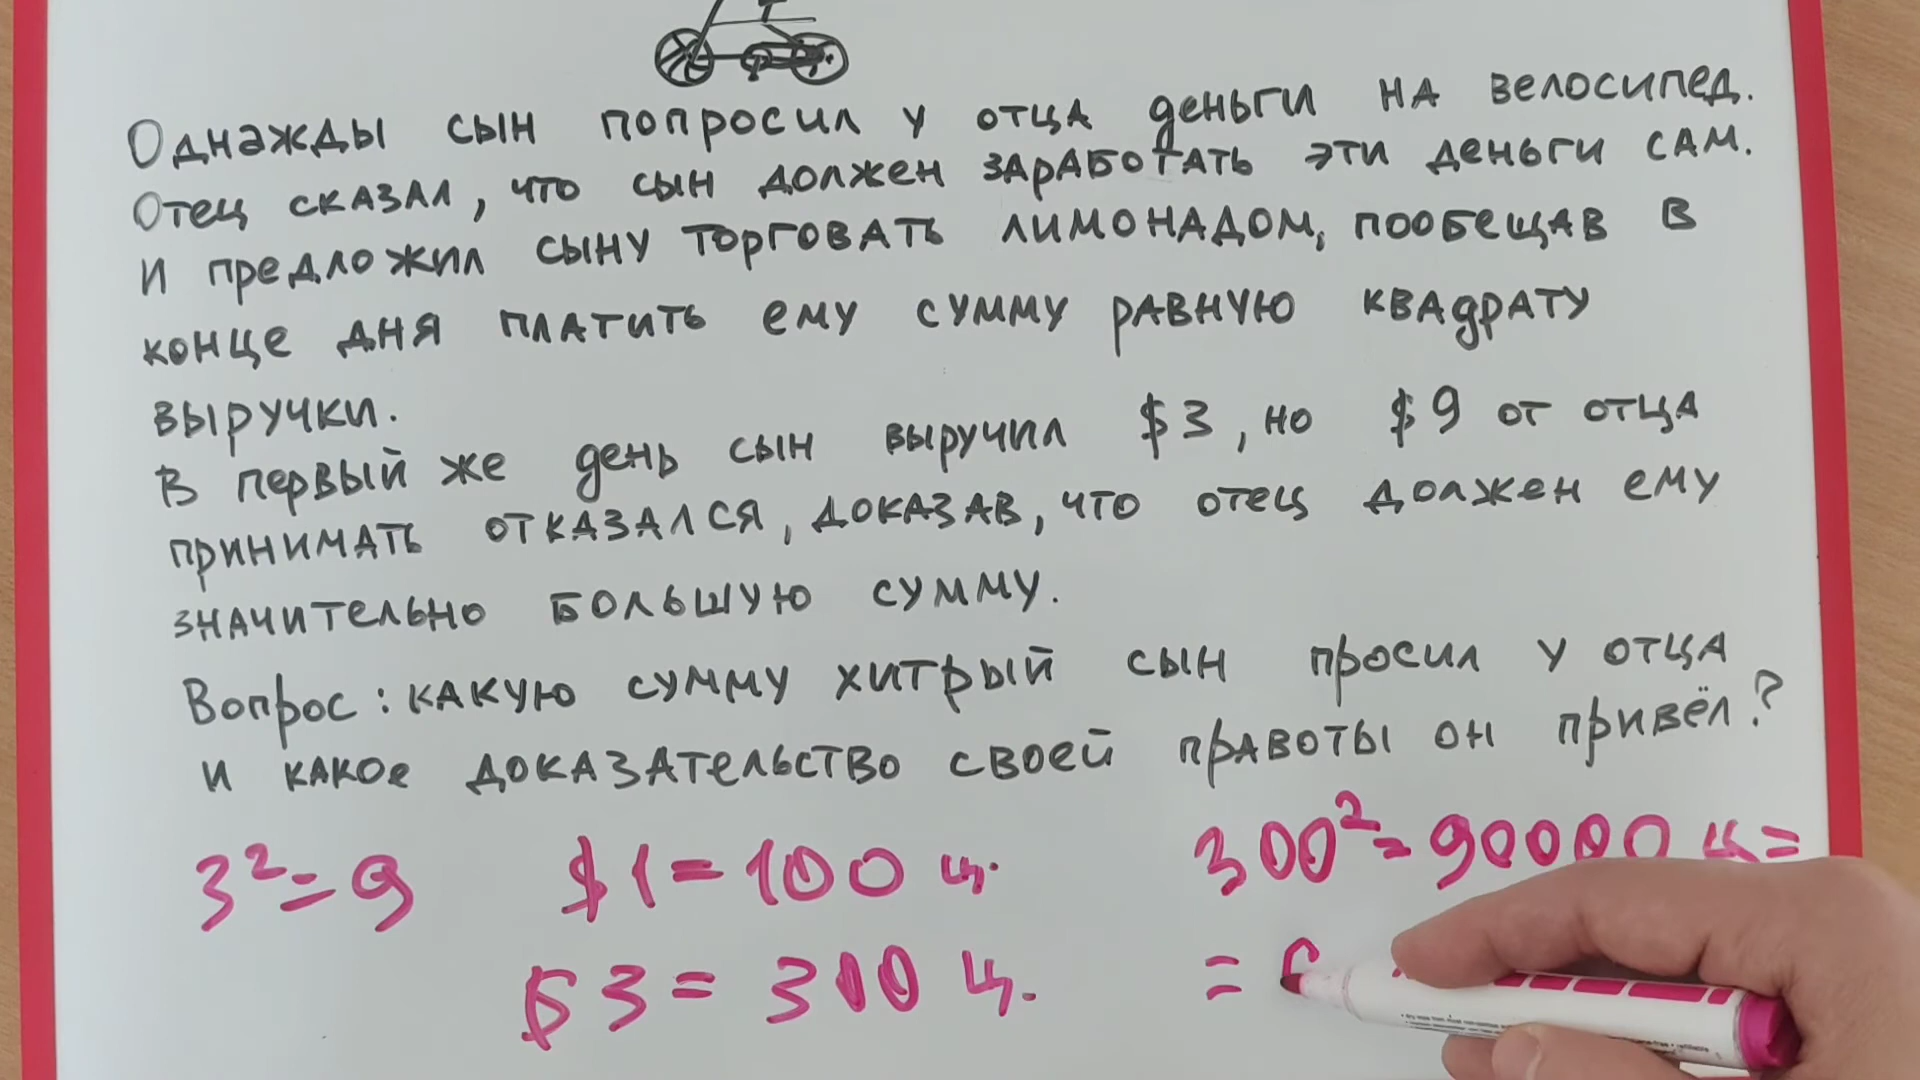 Однажды сын попросил у отца деньги на велосипед.
Отец сказал, что сын должен заработать эти деньги сам.
И предложил сыну торговать лимонадом, пообещав в
конце дня платить ему сумму равную квадрату
выручки.
В первый же день сын выручил $3, но $9 от отца
принимать отказался, доказав, что отец должен ему
значительно большую сумму.
Вопрос: какую сумму хитрый сын просил у отца
и какое доказательство своей правоты он привёл?
3²=9 $1=100 ц. 300²=90000 ц=
$3=300 ц. =